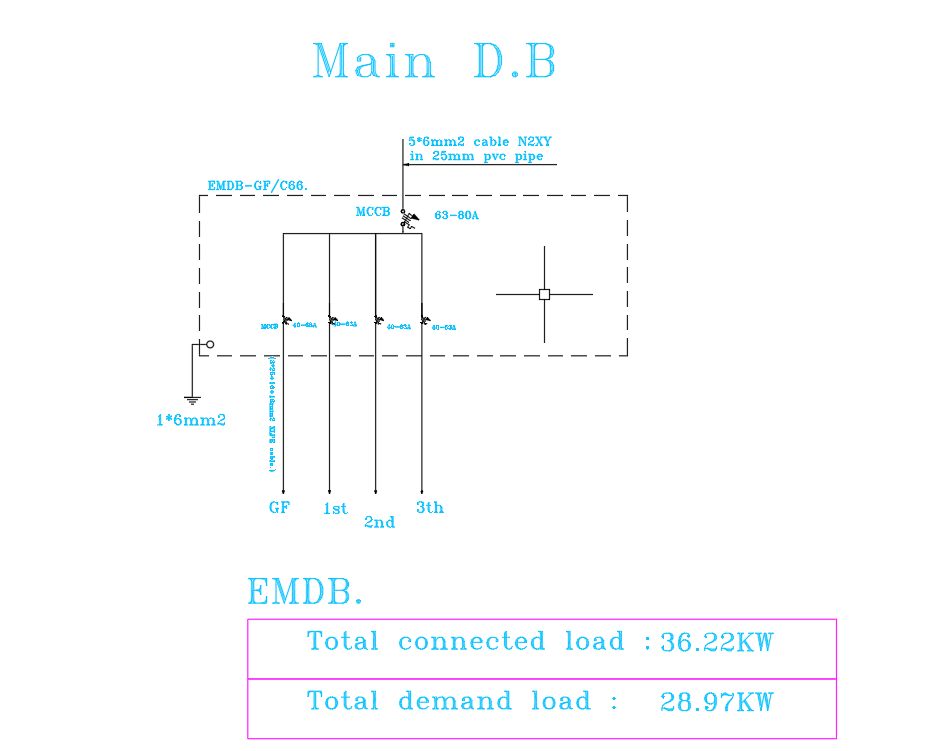 Main D.B
5*6mm2 cable N2XY
in 25mm pvc pipe
EMDB-GF/C66.
MCCB
63-80A
MCCB
40-63A
40-63A
40-63A
1*6mm2
GF
1st
2nd
3th
EMDB.
Total connected load : 36.22KW
Total demand load : 28.97KW